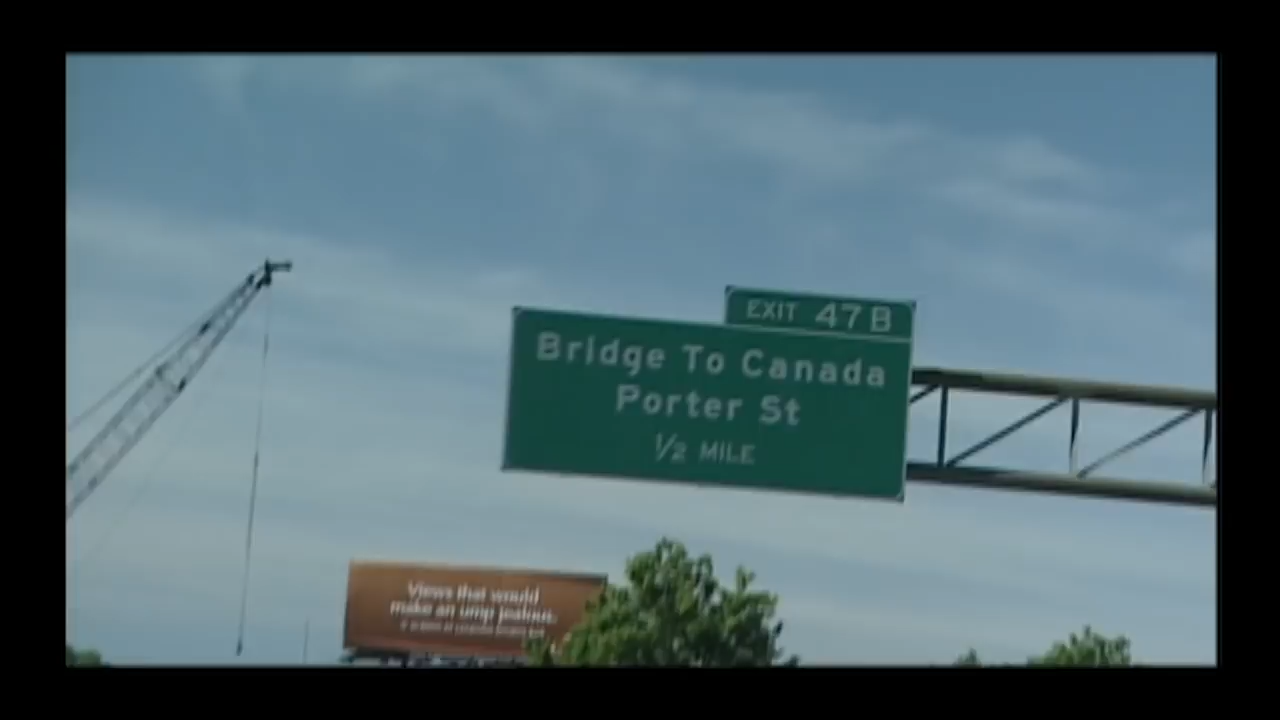 EXIT 47B
Bridge To Canada
Porter St
1/2 MILE
Views that would
make an ump jealous.